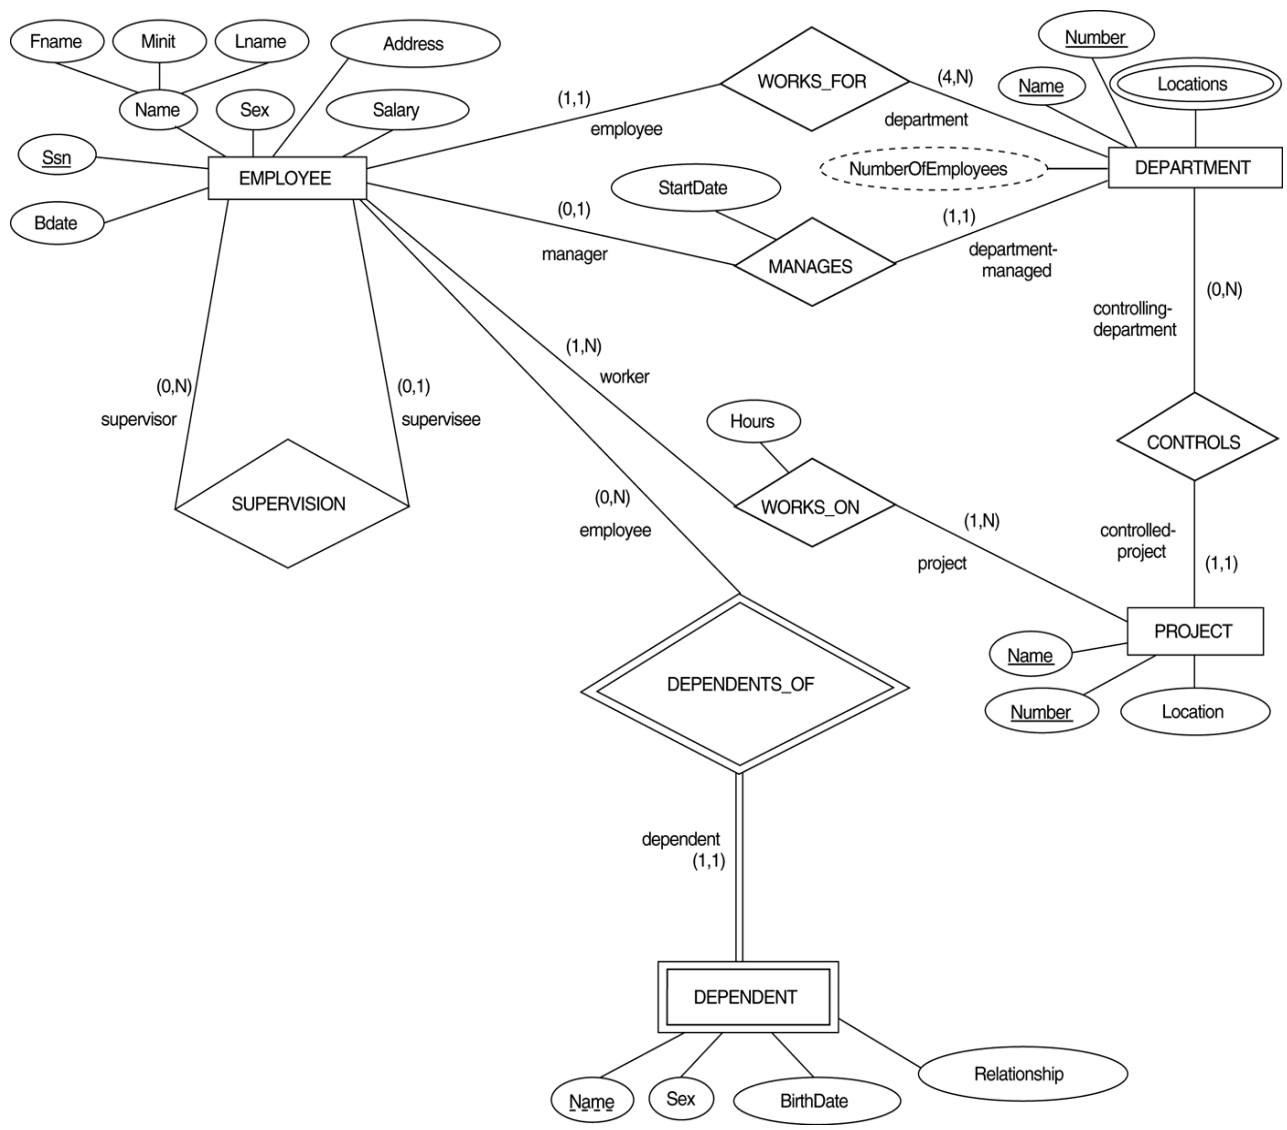 Number
Fname
Minit
Lname
Address
WORKS_FOR
(4,N)
Name
Locations
(1,1)
Name
Sex
Salary
employee
department
Ssn
EMPLOYEE
NumberOfEmployees
DEPARTMENT
StartDate
Bdate
(0,1)
manager
MANAGES
(1,1)
department-
managed
(0,N)
controlling-
department
(1,N)
worker
(0,N)
supervisor
(0,1)
supervisee
Hours
CONTROLS
SUPERVISION
(0,N)
employee
WORKS_ON
(1,N)
project
controlled-
project
(1,1)
PROJECT
Name
Number
Location
DEPENDENTS_OF
dependent
(1,1)
DEPENDENT
Name
Sex
BirthDate
Relationship